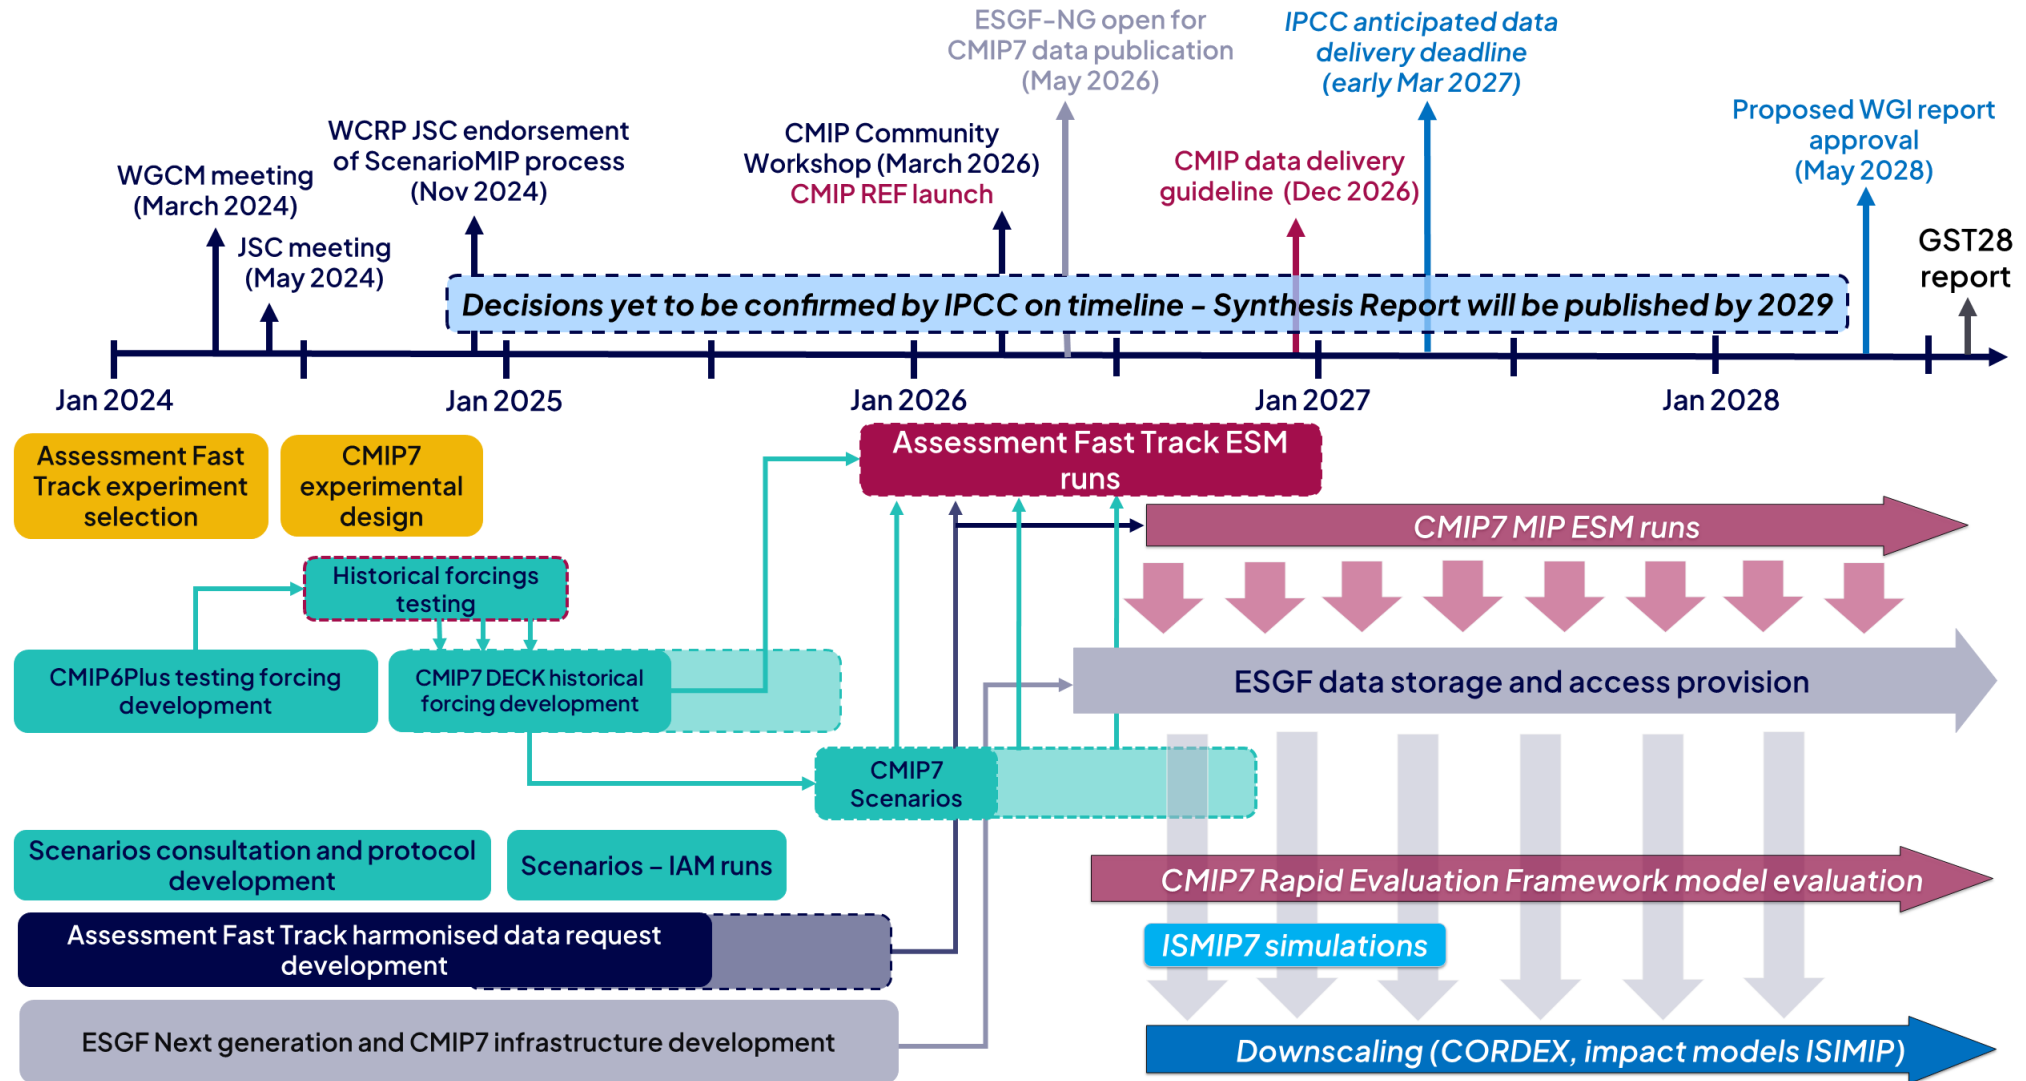 ESGF-NG open for
CMIP7 data publication
(May 2026)
IPCC anticipated data
delivery deadline
(early Mar 2027)
WGCM meeting
(March 2024)
JSC meeting
(May 2024)
WCRP JSC endorsement
of ScenarioMIP process
(Nov 2024)
CMIP Community
Workshop (March 2026)
CMIP REF launch
CMIP data delivery
guideline (Dec 2026)
Proposed WGI report
approval
(May 2028)
GST28
report
Decisions yet to be confirmed by IPCC on timeline – Synthesis Report will be published by 2029
Jan 2024
Jan 2025
Jan 2026
Jan 2027
Jan 2028
Assessment Fast
Track experiment
selection
CMIP7
experimental
design
Assessment Fast Track ESM
runs
CMIP7 MIP ESM runs
Historical forcings
testing
CMIP6Plus testing forcing
development
CMIP7 DECK historical
forcing development
ESGF data storage and access provision
CMIP7
Scenarios
Scenarios consultation and protocol
development
Scenarios – IAM runs
CMIP7 Rapid Evaluation Framework model evaluation
Assessment Fast Track harmonised data request
development
ISMIP7 simulations
ESGF Next generation and CMIP7 infrastructure development
Downscaling (CORDEX, impact models ISIMIP)